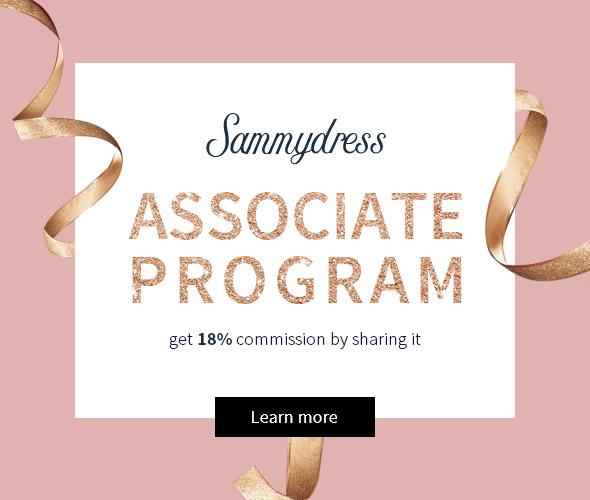 Sammydress
ASSOCIATE
PROGRAM
get 18% commission by sharing it
Learn more